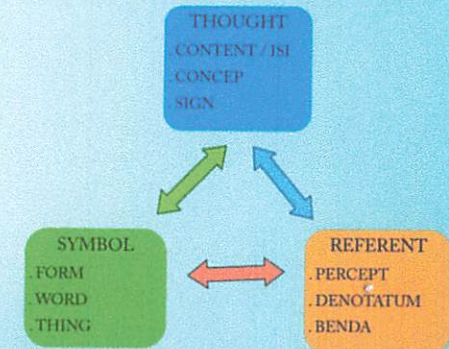 THOUGHT
.CONTENT / ISI
.CONCEP
.SIGN
SYMBOL
.FORM
.WORD
.THING
REFERENT
.PERCEPT
.DENOTATUM
.BENDA